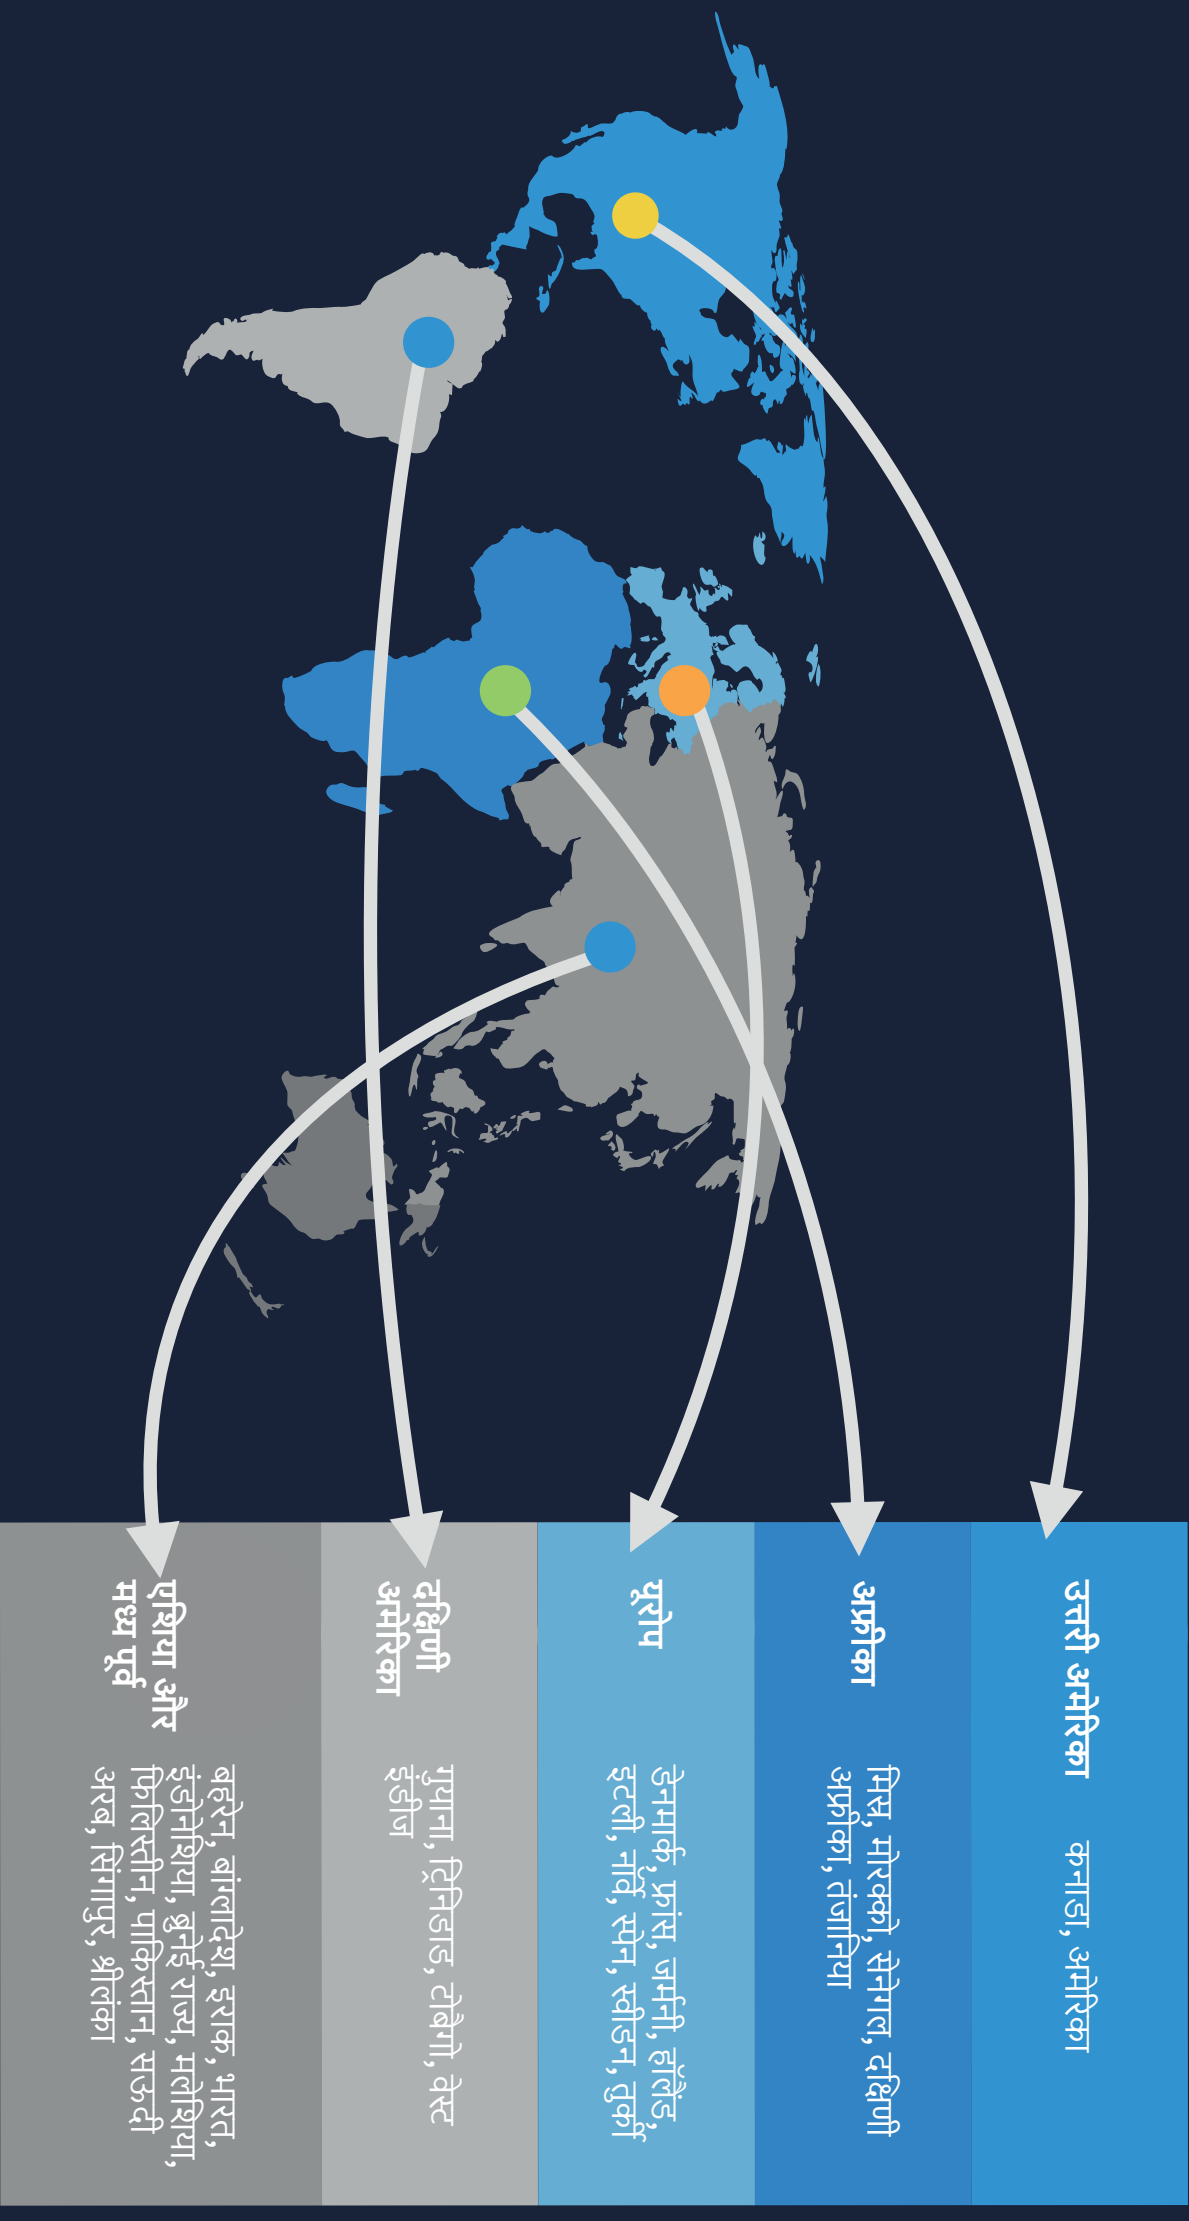 उत्तरी अमेरिका
कनाडा, अमेरिका
अफ्रीका
मिस्र, मोरक्को, सेनेगल, दक्षिणी
अफ्रीका, तंजानिया
यूरोप
डेनमार्क, फ्रांस, जर्मनी, हॉलैंड,
इटली, नॉर्वे, स्पेन, स्वीडन, तुर्की
दक्षिणी
अमेरिका
गुयाना, ट्रिनिडाड, टोबैगो, वेस्ट
इंडीज
एशिया और
मध्य पूर्व
बहरेन, बांग्लादेश, इराक, भारत,
इंडोनेशिया, ब्रुनेई राज्य, मलेशिया,
फिलिस्तीन, पाकिस्तान, सऊदी
अरब, सिंगापुर, श्रीलंका